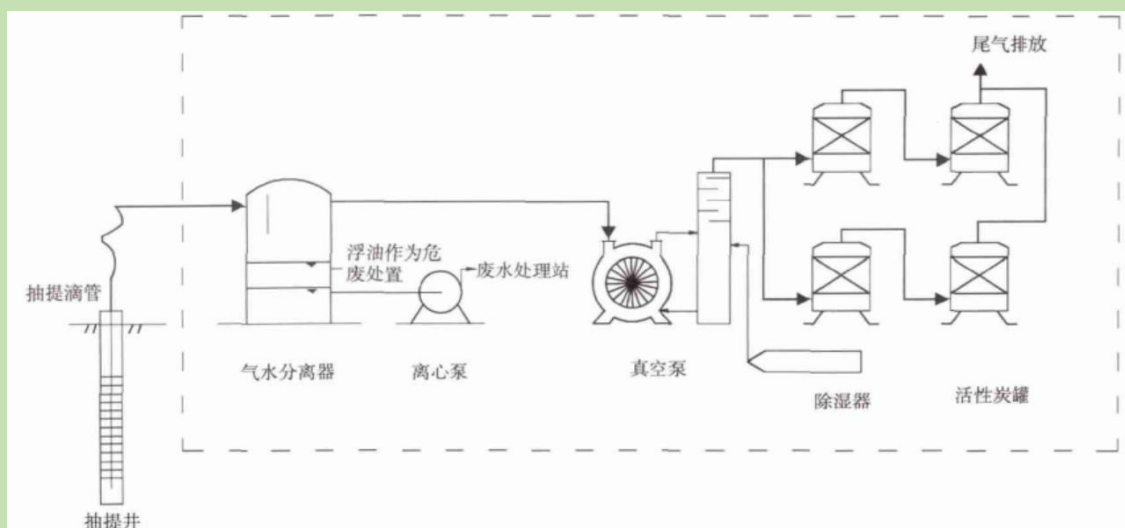 尾气排放
浮油作为危
废处置
废水处理站
抽提滴管
气水分离器
离心泵
真空泵
除湿器
活性炭罐
抽提井